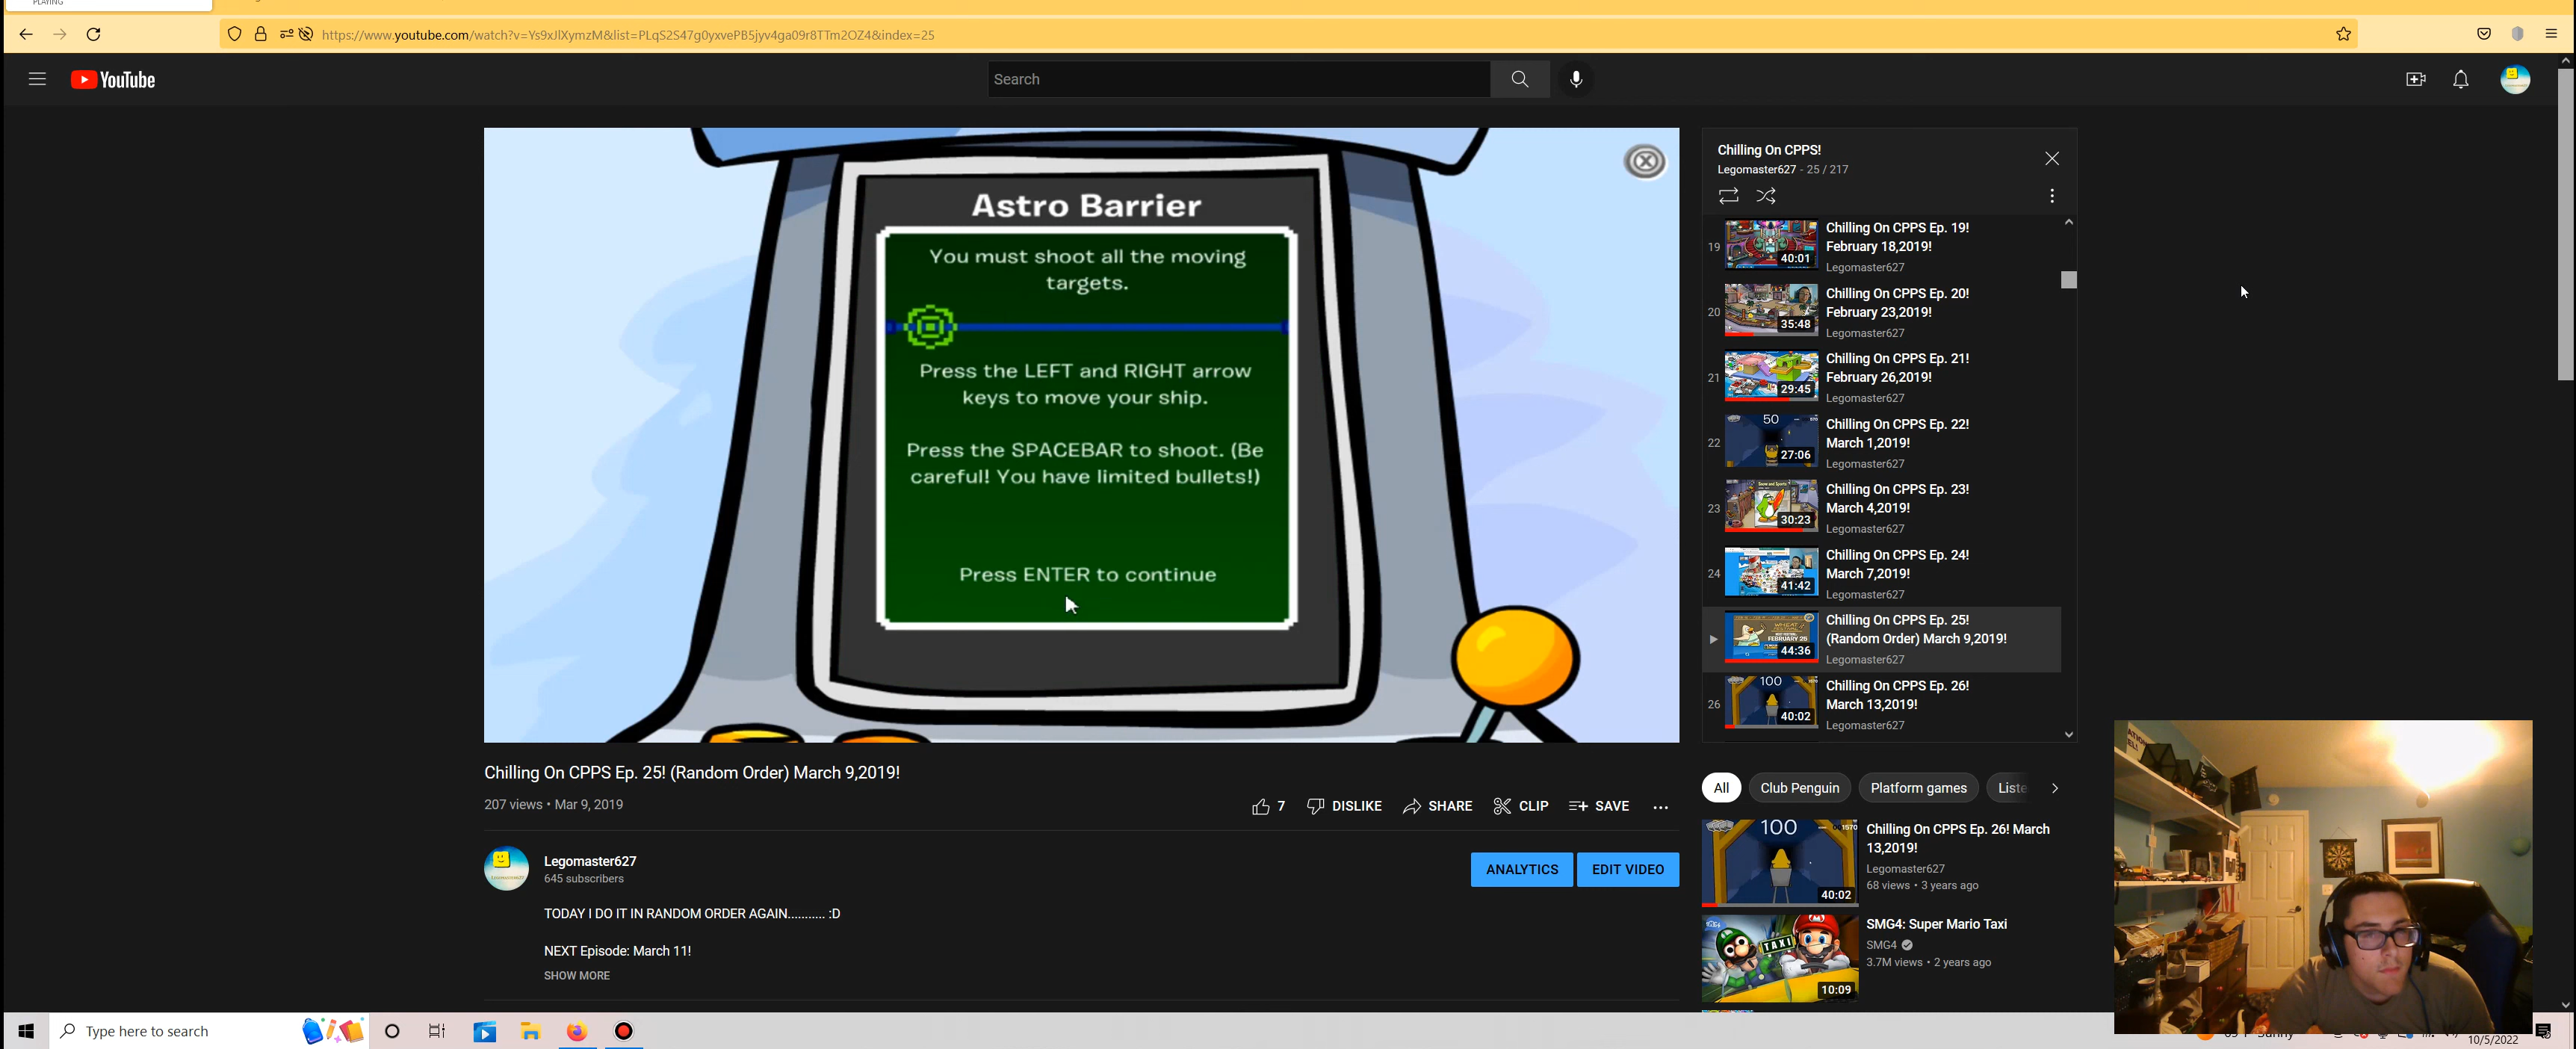 PLAYING
https://www.youtube.com/watch?v=Ys9xJlXymzM&list=PLqS2S47g0yxvePB5jyv4ga09r8TTm2OZ4&index=25
YouTube
Search
Astro Barrier
You must shoot all the moving
targets.
Press the LEFT and RIGHT arrow
keys to move your ship.
Press the SPACEBAR to shoot. (Be
careful! You have limited bullets!)
Press ENTER to continue
Chilling On CPPS Ep. 25! (Random Order) March 9,2019!
207 views • Mar 9, 2019
7
DISLIKE
SHARE
CLIP
SAVE
Legomaster627
645 subscribers
ANALYTICS
EDIT VIDEO
TODAY I DO IT IN RANDOM ORDER AGAIN........... :D
NEXT Episode: March 11!
SHOW MORE
Chilling On CPPS!
Legomaster627 - 25 / 217
19
40:01
Chilling On CPPS Ep. 19!
February 18,2019!
Legomaster627
20
35:48
Chilling On CPPS Ep. 20!
February 23,2019!
Legomaster627
21
29:45
Chilling On CPPS Ep. 21!
February 26,2019!
Legomaster627
22
50
27:06
Chilling On CPPS Ep. 22!
March 1,2019!
Legomaster627
23
30:23
Chilling On CPPS Ep. 23!
March 4,2019!
Legomaster627
24
41:42
Chilling On CPPS Ep. 24!
March 7,2019!
Legomaster627
FEBRUARY 25
44:36
Chilling On CPPS Ep. 25!
(Random Order) March 9,2019!
Legomaster627
26
100
40:02
Chilling On CPPS Ep. 26!
March 13,2019!
Legomaster627
All
Club Penguin
Platform games
Liste
100
1570
40:02
Chilling On CPPS Ep. 26! March
13,2019!
Legomaster627
68 views • 3 years ago
TAXI
10:09
SMG4: Super Mario Taxi
SMG4
3.7M views • 2 years ago
Type here to search
10/5/2022